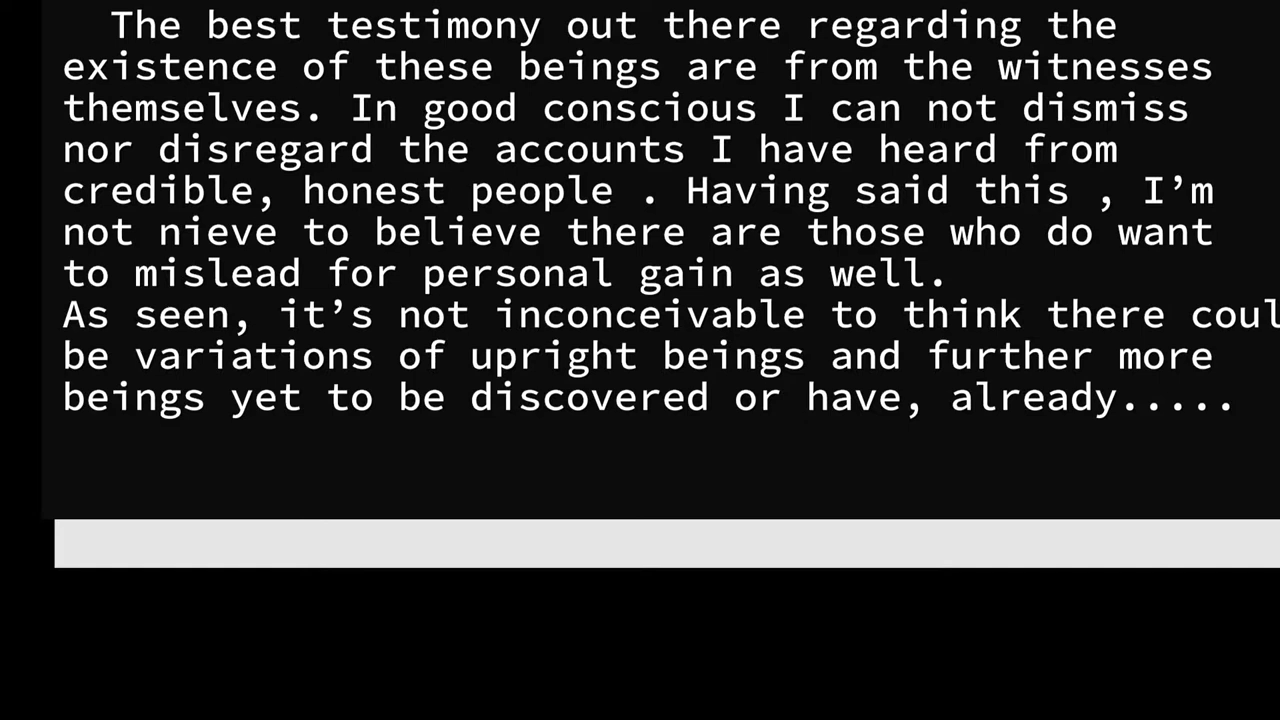 The best testimony out there regarding the
existence of these beings are from the witnesses
themselves. In good conscious I can not dismiss
nor disregard the accounts I have heard from
credible, honest people . Having said this , I’m
not nieve to believe there are those who do want
to mislead for personal gain as well.
As seen, it’s not inconceivable to think there coul
be variations of upright beings and further more
beings yet to be discovered or have, already.....